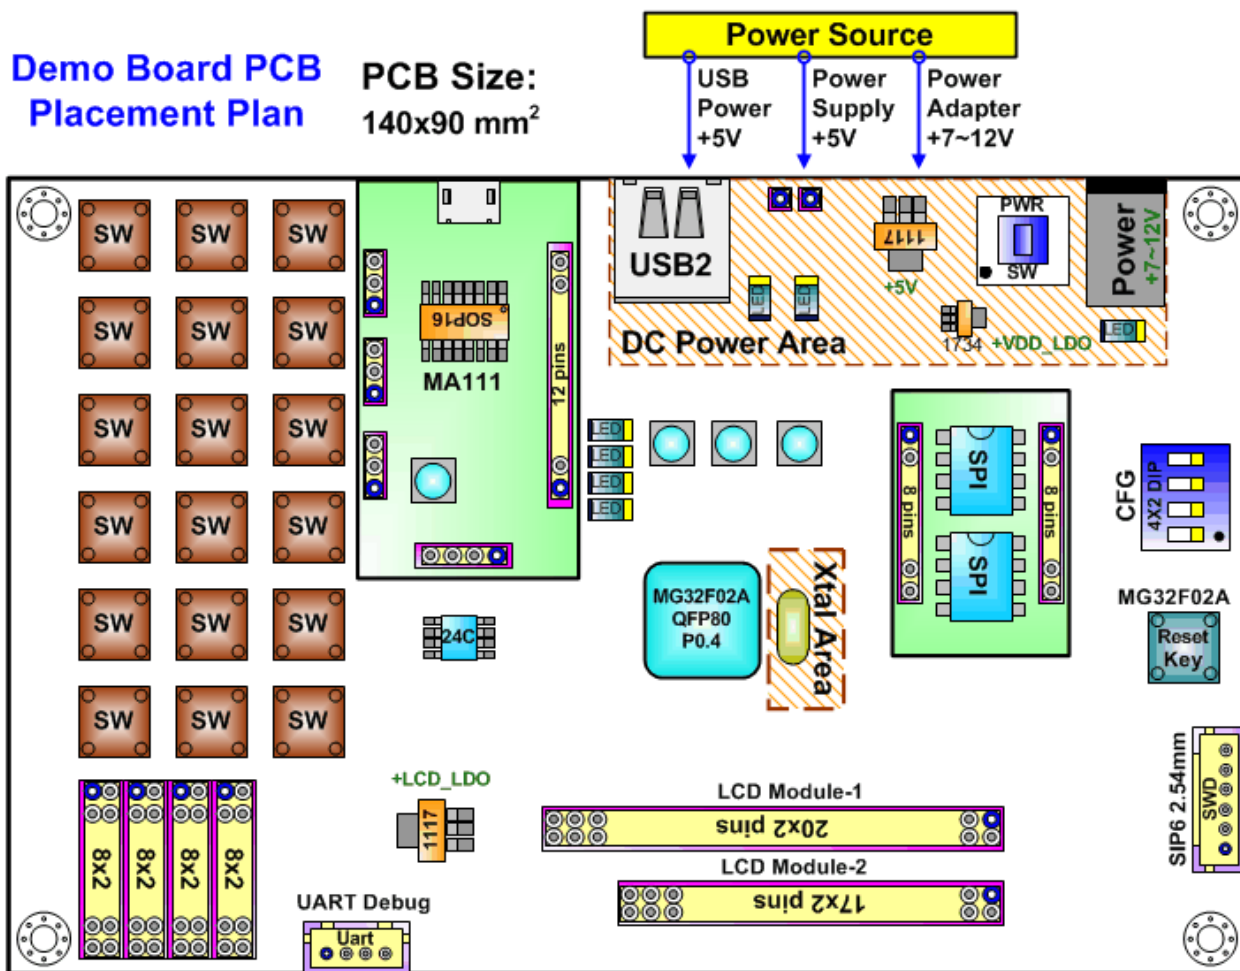 Power Source
Demo Board PCB
Placement Plan
PCB Size:
140x90 mm²
USB
Power
+5V
Power
Supply
+5V
Power
Adapter
+7~12V
SW SW SW
SW SW SW
SW SW SW
SW SW SW
SW SW SW
SW SW SW
SOP16
MA111
12 pins
USB2
LED
LED
DC Power Area
1117
+5V
PWR
SW
1734
+VDD_LDO
LED
Power
+7~12V
LED
LED
LED
LED
8 pins
SPI
SPI
8 pins
CFG
4X2 DIP
MG32F02A
QFP80
P0.4
Xtal Area
24C
MG32F02A
Reset
Key
SIP6 2.54mm
SWD
8x2
8x2
8x2
8x2
+LCD_LDO
1117
LCD Module-1
20x2 pins
LCD Module-2
17x2 pins
UART Debug
Uart